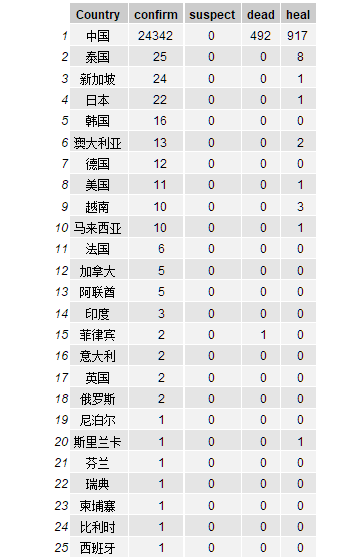 Country confirm suspect dead heal
1 中国 24342 0 492 917
2 泰国 25 0 0 8
3 新加坡 24 0 0 1
4 日本 22 0 0 1
5 韩国 16 0 0 0
6 澳大利亚 13 0 0 2
7 德国 12 0 0 0
8 美国 11 0 0 1
9 越南 10 0 0 3
10 马来西亚 10 0 0 1
11 法国 6 0 0 0
12 加拿大 5 0 0 0
13 阿联酋 5 0 0 0
14 印度 3 0 0 0
15 菲律宾 2 0 1 0
16 意大利 2 0 0 0
17 英国 2 0 0 0
18 俄罗斯 2 0 0 0
19 尼泊尔 1 0 0 0
20 斯里兰卡 1 0 0 1
21 芬兰 1 0 0 0
22 瑞典 1 0 0 0
23 柬埔寨 1 0 0 0
24 比利时 1 0 0 0
25 西班牙 1 0 0 0